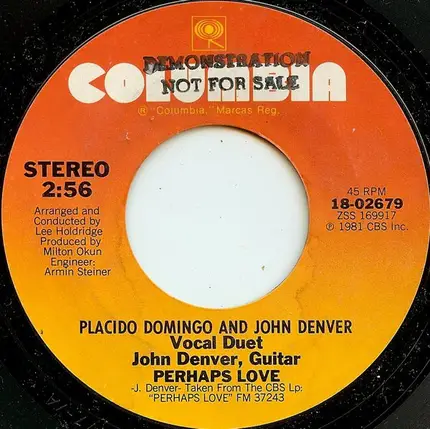 DEMONSTRATION
NOT FOR SALE
COLUMBIA
® "Columbia," Marcas Reg.
STEREO
2:56
Arranged and
Conducted by
Lee Holdridge
Produced by
Milton Okun
Engineer:
Armin Steiner
45 RPM
18-02679
ZSS 169917
℗ 1981 CBS Inc.
PLACIDO DOMINGO AND JOHN DENVER
Vocal Duet
John Denver, Guitar
PERHAPS LOVE
-J. Denver- Taken From The CBS Lp:
"PERHAPS LOVE" FM 37243